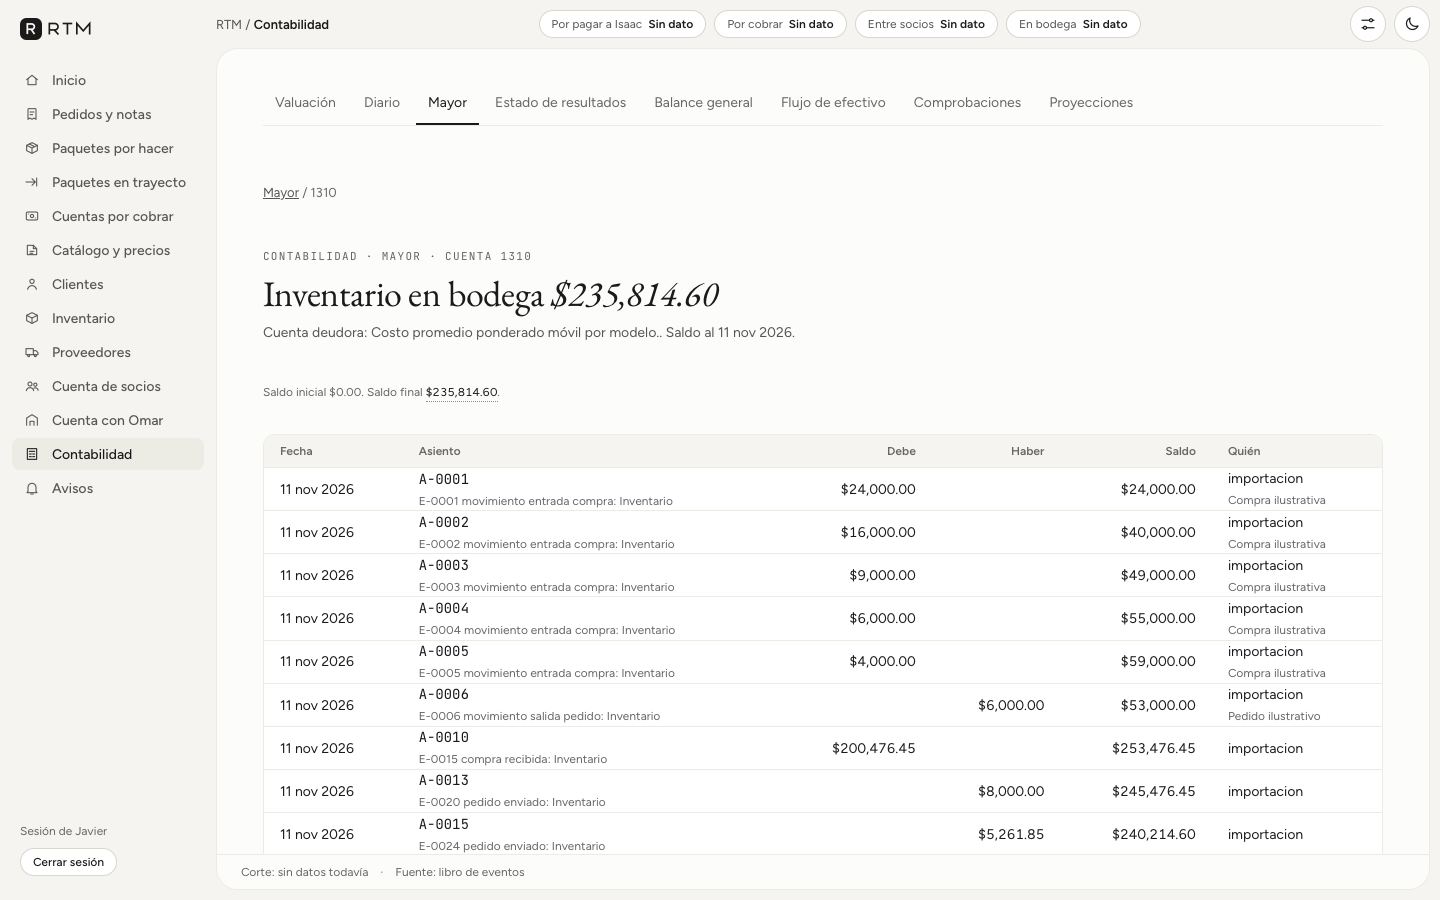 R RTM
RTM / Contabilidad
Por pagar a Isaac Sin dato
Por cobrar Sin dato
Entre socios Sin dato
En bodega Sin dato
Inicio
Pedidos y notas
Paquetes por hacer
Paquetes en trayecto
Cuentas por cobrar
Catálogo y precios
Clientes
Inventario
Proveedores
Cuenta de socios
Cuenta con Omar
Contabilidad
Avisos
Sesión de Javier
Cerrar sesión
Valuación Diario Mayor Estado de resultados Balance general Flujo de efectivo Comprobaciones Proyecciones
Mayor / 1310
CONTABILIDAD · MAYOR · CUENTA 1310
Inventario en bodega $235,814.60
Cuenta deudora: Costo promedio ponderado móvil por modelo.. Saldo al 11 nov 2026.
Saldo inicial $0.00. Saldo final $235,814.60.
Fecha Asiento Debe Haber Saldo Quién
11 nov 2026 A-0001 $24,000.00 $24,000.00 importacion
E-0001 movimiento entrada compra: Inventario Compra ilustrativa
11 nov 2026 A-0002 $16,000.00 $40,000.00 importacion
E-0002 movimiento entrada compra: Inventario Compra ilustrativa
11 nov 2026 A-0003 $9,000.00 $49,000.00 importacion
E-0003 movimiento entrada compra: Inventario Compra ilustrativa
11 nov 2026 A-0004 $6,000.00 $55,000.00 importacion
E-0004 movimiento entrada compra: Inventario Compra ilustrativa
11 nov 2026 A-0005 $4,000.00 $59,000.00 importacion
E-0005 movimiento entrada compra: Inventario Compra ilustrativa
11 nov 2026 A-0006 $6,000.00 $53,000.00 importacion
E-0006 movimiento salida pedido: Inventario Pedido ilustrativo
11 nov 2026 A-0010 $200,476.45 $253,476.45 importacion
E-0015 compra recibida: Inventario
11 nov 2026 A-0013 $8,000.00 $245,476.45 importacion
E-0020 pedido enviado: Inventario
11 nov 2026 A-0015 $5,261.85 $240,214.60 importacion
E-0024 pedido enviado: Inventario
Corte: sin datos todavía · Fuente: libro de eventos